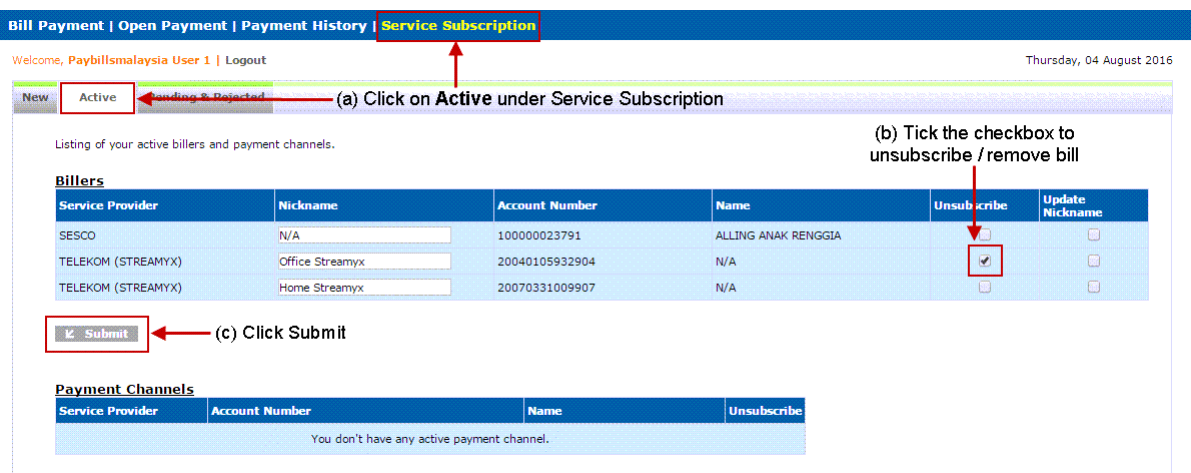 Bill Payment | Open Payment | Payment History | Service Subscription
Welcome, Paybillsmalaysia User 1 | Logout
Thursday, 04 August 2016
New Active Pending & Rejected
(a) Click on Active under Service Subscription
(b) Tick the checkbox to
unsubscribe / remove bill
Listing of your active billers and payment channels.
Billers
Service Provider Nickname Account Number Name Unsubscribe Update Nickname
SESCO N/A 100000023791 ALLING ANAK RENGGIA
TELEKOM (STREAMYX) Office Streamyx 20040105932904 N/A
TELEKOM (STREAMYX) Home Streamyx 20070331009907 N/A
Submit
(c) Click Submit
Payment Channels
Service Provider Account Number Name Unsubscribe
You don't have any active payment channel.